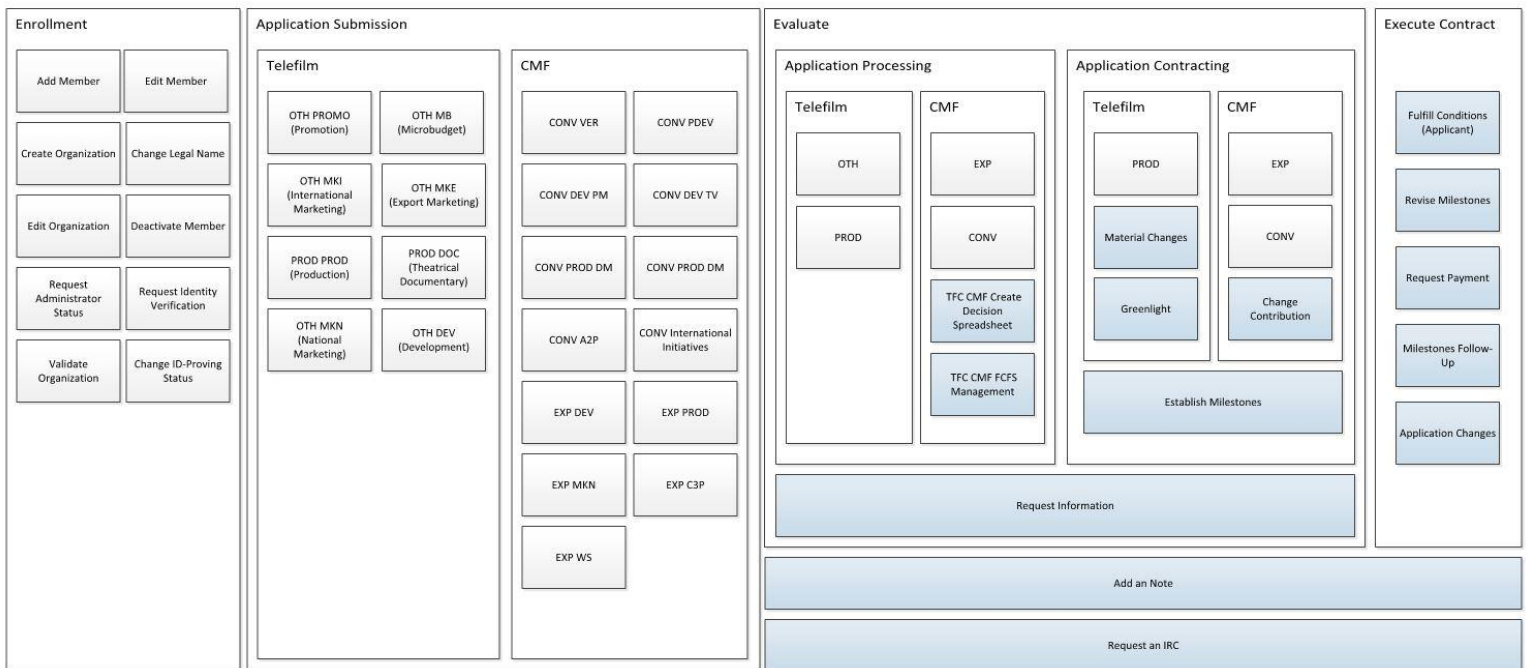 Enrollment
Add Member
Edit Member
Create Organization
Change Legal Name
Edit Organization
Deactivate Member
Request
Administrator
Status
Request Identity
Verification
Validate
Organization
Change ID-Proving
Status
Application Submission
Telefilm
OTH PROMO
(Promotion)
OTH MB
(Microbudget)
OTH MKI
(International
Marketing)
OTH MKE
(Export Marketing)
PROD PROD
(Production)
PROD DOC
(Theatrical
Documentary)
OTH MKN
(National
Marketing)
OTH DEV
(Development)
CMF
CONV VER
CONV PDEV
CONV DEV PM
CONV DEV TV
CONV PROD DM
CONV PROD DM
CONV A2P
CONV International
Initiatives
EXP DEV
EXP PROD
EXP MKN
EXP C3P
EXP WS
Evaluate
Application Processing
Telefilm
OTH
PROD
CMF
EXP
CONV
TFC CMF Create
Decision
Spreadsheet
TFC CMF FCFS
Management
Application Contracting
Telefilm
PROD
Material Changes
Greenlight
CMF
EXP
CONV
Change
Contribution
Establish Milestones
Request Information
Execute Contract
Fulfill Conditions
(Applicant)
Revise Milestones
Request Payment
Milestones Follow-
Up
Application Changes
Add an Note
Request an IRC